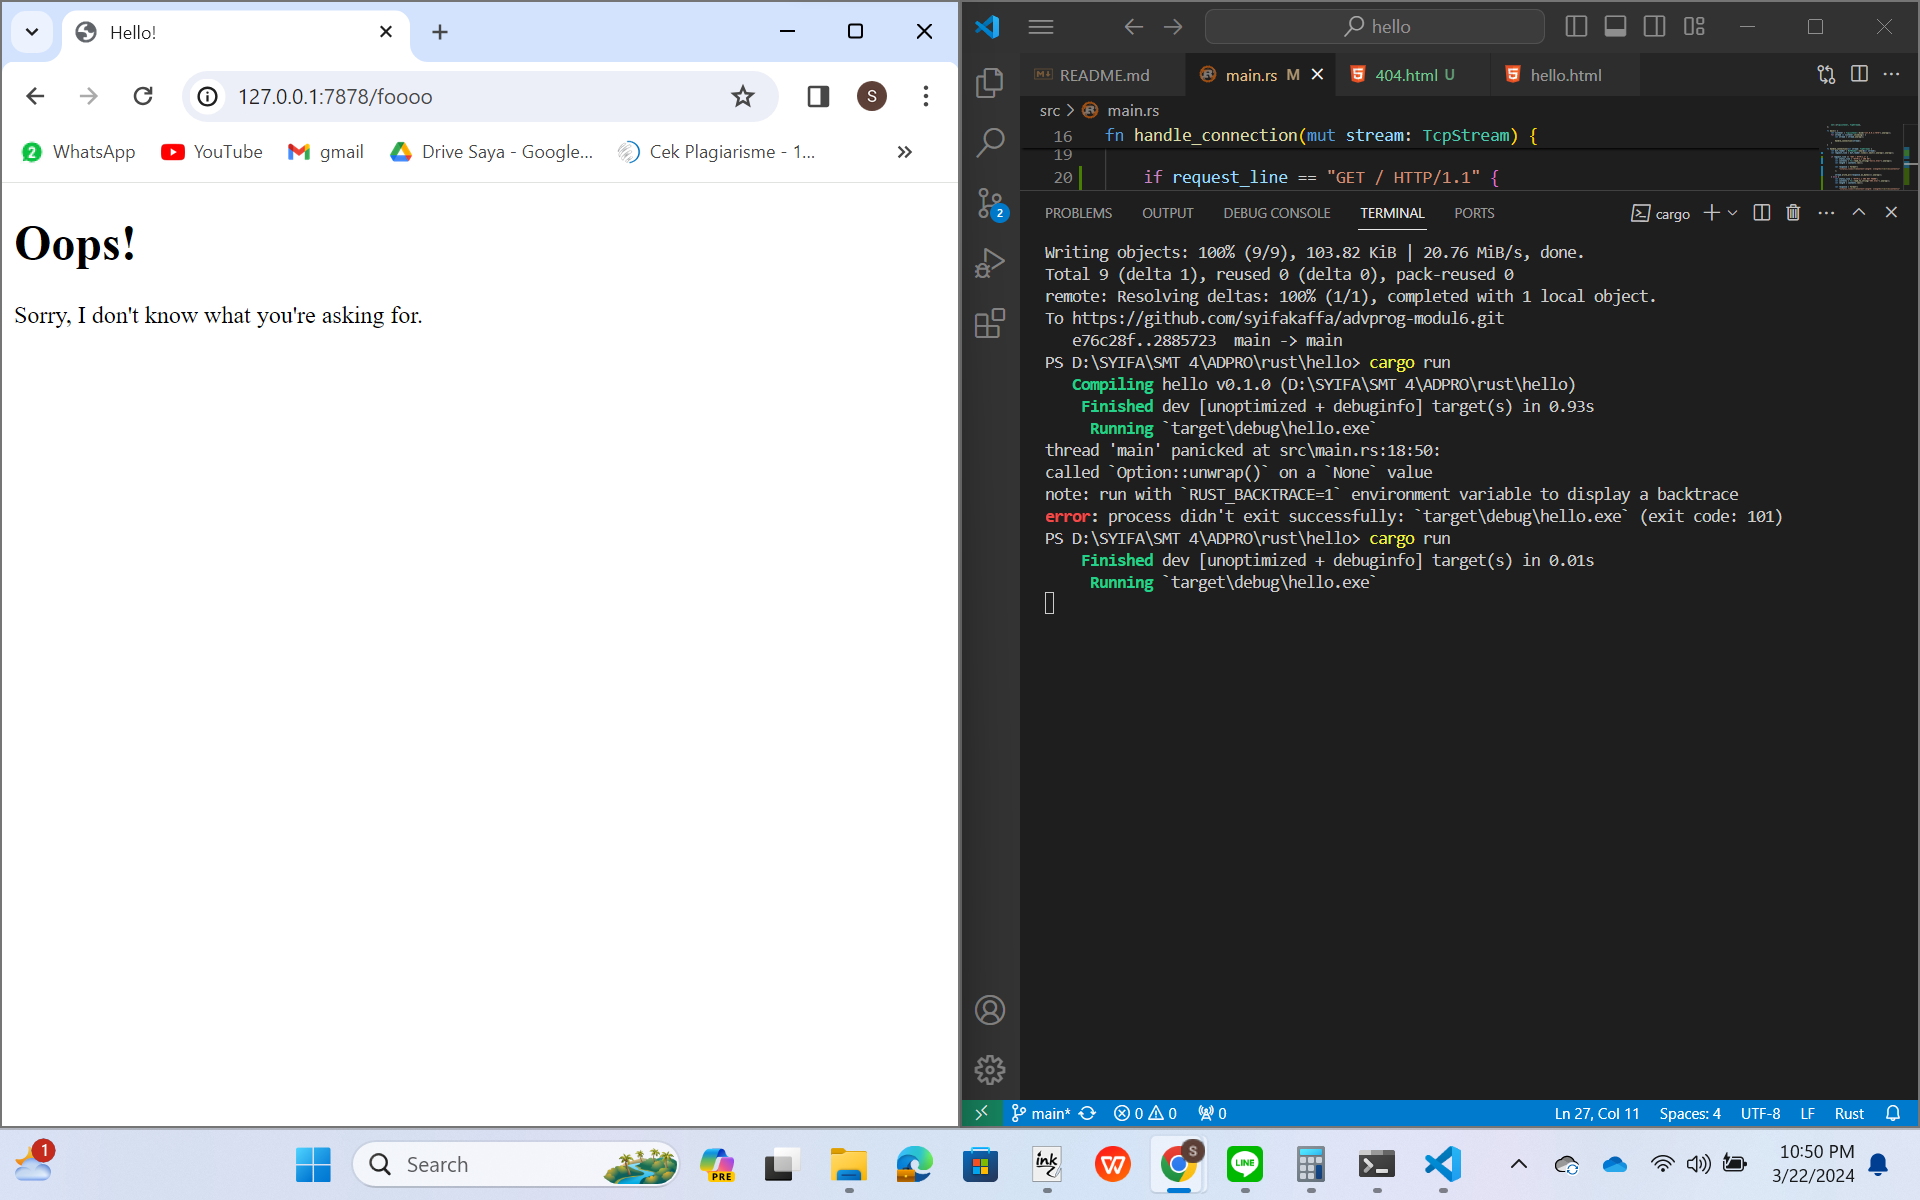 Hello!
127.0.0.1:7878/foooo
S
2 WhatsApp
YouTube
gmail
Drive Saya - Google...
Cek Plagiarisme - 1...
Oops!
Sorry, I don't know what you're asking for.
hello
README.md
main.rs M
404.html U
hello.html
src > main.rs
16 fn handle_connection(mut stream: TcpStream) {
19
20 if request_line == "GET / HTTP/1.1" {
2
PROBLEMS OUTPUT DEBUG CONSOLE TERMINAL PORTS
cargo
Writing objects: 100% (9/9), 103.82 KiB | 20.76 MiB/s, done.
Total 9 (delta 1), reused 0 (delta 0), pack-reused 0
remote: Resolving deltas: 100% (1/1), completed with 1 local object.
To https://github.com/syifakaffa/advprog-modul6.git
e76c28f..2885723 main -> main
PS D:\SYIFA\SMT 4\ADPRO\rust\hello> cargo run
Compiling hello v0.1.0 (D:\SYIFA\SMT 4\ADPRO\rust\hello)
Finished dev [unoptimized + debuginfo] target(s) in 0.93s
Running `target\debug\hello.exe`
thread 'main' panicked at src\main.rs:18:50:
called `Option::unwrap()` on a `None` value
note: run with `RUST_BACKTRACE=1` environment variable to display a backtrace
error: process didn't exit successfully: `target\debug\hello.exe` (exit code: 101)
PS D:\SYIFA\SMT 4\ADPRO\rust\hello> cargo run
Finished dev [unoptimized + debuginfo] target(s) in 0.01s
Running `target\debug\hello.exe`
main* 0 0 0
Ln 27, Col 11 Spaces: 4 UTF-8 LF Rust
1
Search
PRE
ink
W
S
LINE
10:50 PM
3/22/2024